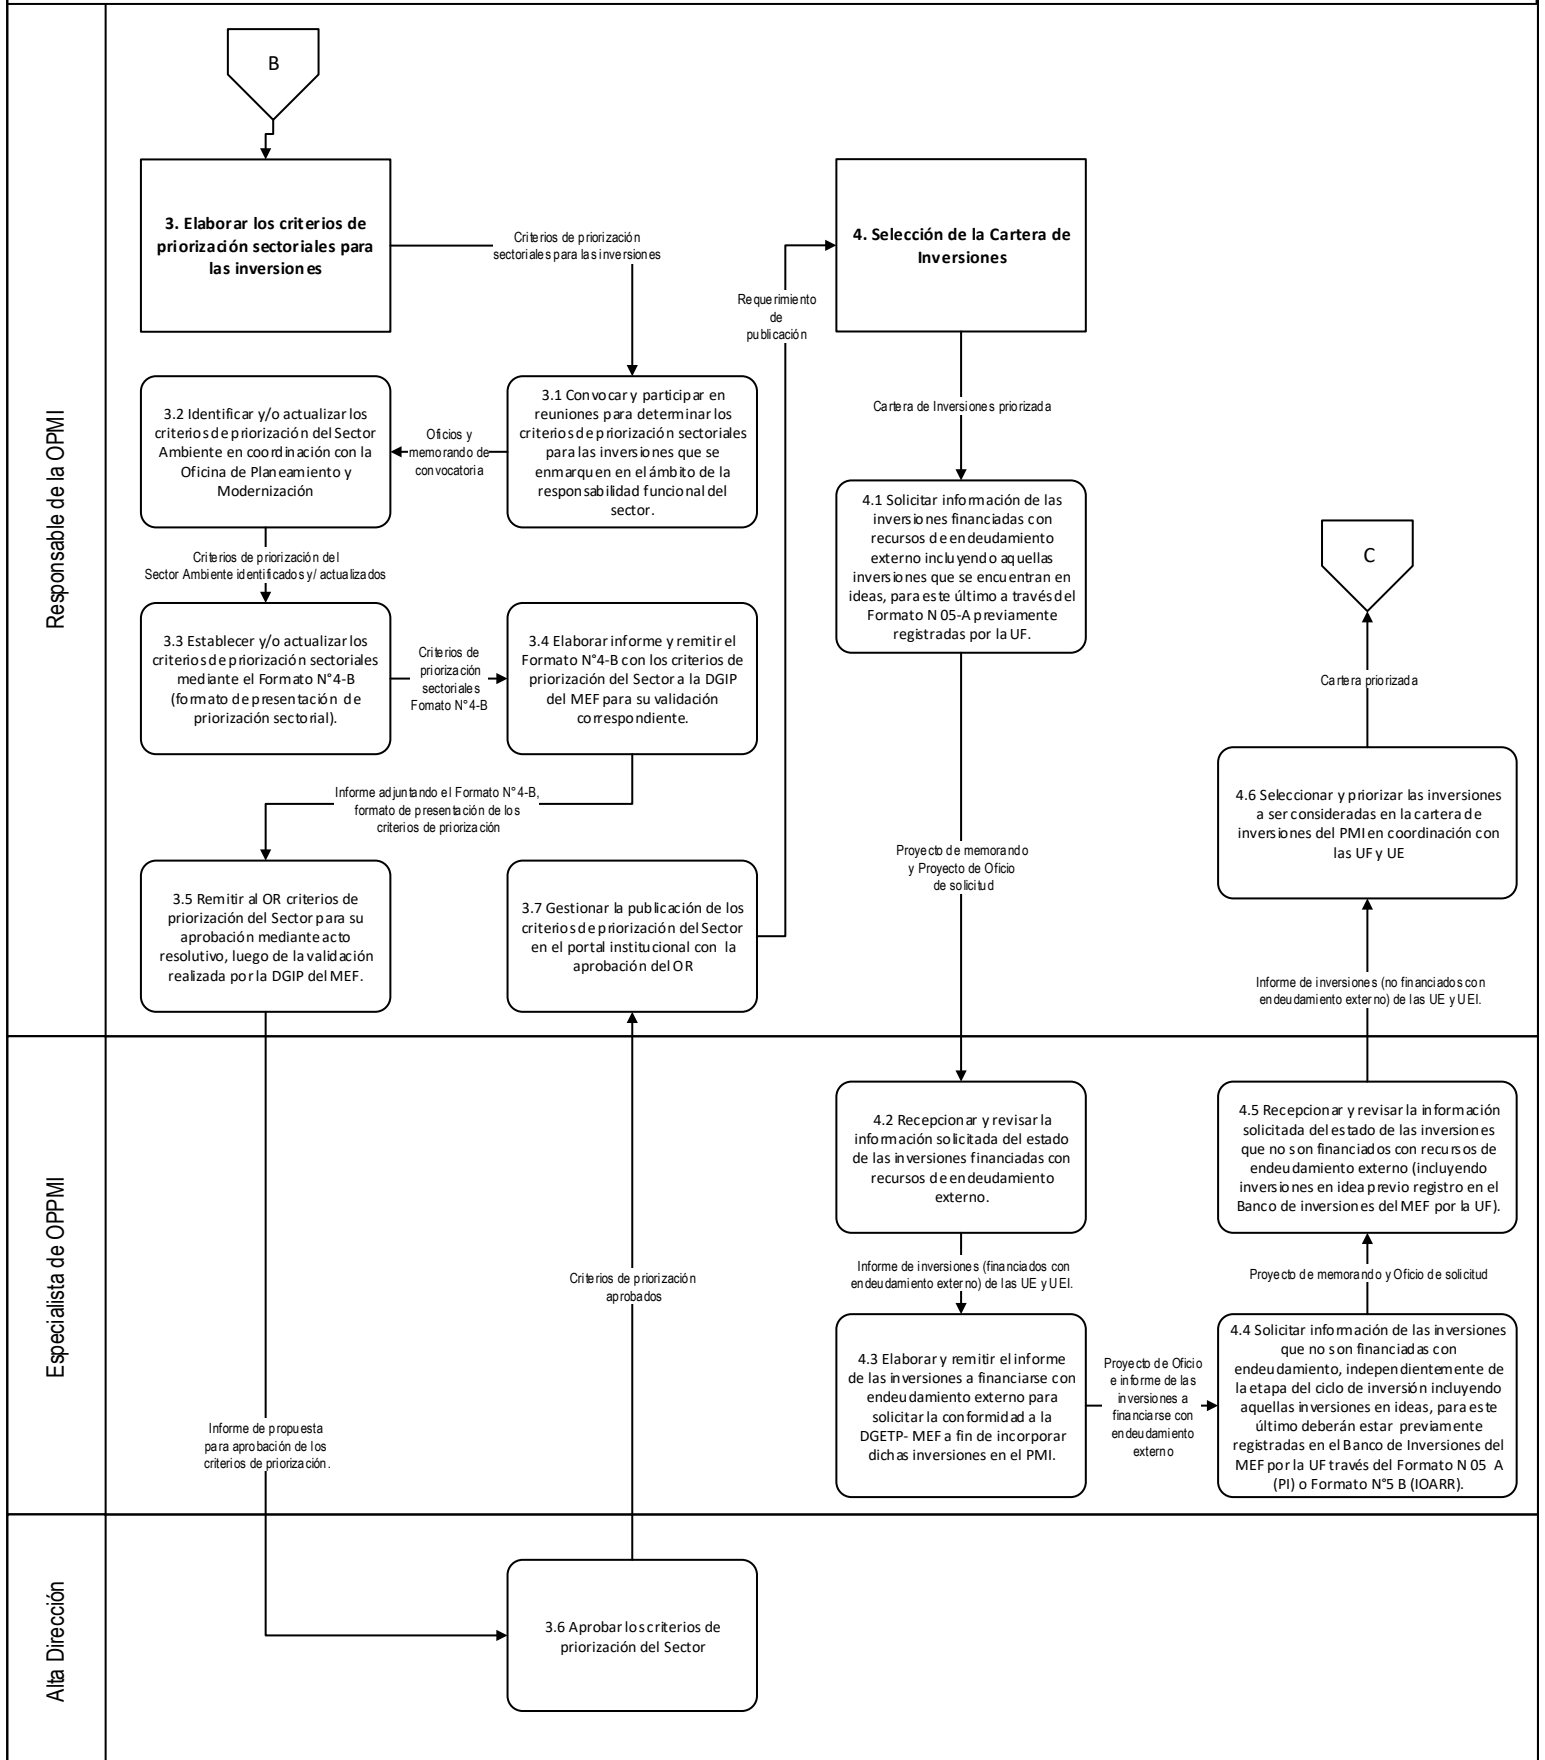 Responsable de la OPMI
B
3. Elaborar los criterios de
priorización sectoriales para
las inversiones
Criterios de priorización
sectoriales para las inversiones
3.1 Convocar y participar en
reuniones para determinar los
criterios de priorización sectoriales
para las inversiones que se
enmarquen en el ámbito de la
responsabilidad funcional del
sector.
Oficios y
memorando de
convocatoria
3.2 Identificar y/o actualizar los
criterios de priorización del Sector
Ambiente en coordinación con la
Oficina de Planeamiento y
Modernización
Criterios de priorización del
Sector Ambiente identificados y/ actualizados
3.3 Establecer y/o actualizar los
criterios de priorización sectoriales
mediante el Formato N°4-B
(formato de presentación de
priorización sectorial).
Criterios de
priorización
sectoriales
Fomato N°4-B
3.4 Elaborar informe y remitir el
Formato N°4-B con los criterios de
priorización del Sector a la DGIP
del MEF para su validación
correspondiente.
Informe adjuntando el Formato N°4-B,
formato de presentación de los
criterios de priorización
3.5 Remitir al OR criterios de
priorización del Sector para su
aprobación mediante acto
resolutivo, luego de la validación
realizada por la DGIP del MEF.
3.7 Gestionar la publicación de los
criterios de priorización del Sector
en el portal institucional con la
aprobación del OR
Requerimiento
de
publicación
4. Selección de la Cartera de
Inversiones
Cartera de Inversiones priorizada
4.1 Solicitar información de las
inversiones financiadas con
recursos de endeudamiento
externo incluyendo aquellas
inversiones que se encuentran en
ideas, para este último a través del
Formato N 05-A previamente
registradas por la UF.
Proyecto de memorando
y Proyecto de Oficio
de solicitud
C
Cartera priorizada
4.6 Seleccionar y priorizar las inversiones
a ser consideradas en la cartera de
inversiones del PMI en coordinación con
las UF y UE
Informe de inversiones (no financiados con
endeudamiento externo) de las UE y UEI.
Especialista de OPPMI
4.2 Recepcionar y revisar la
información solicitada del estado
de las inversiones financiadas con
recursos de endeudamiento
externo.
Informe de inversiones (financiados con
endeudamiento externo) de las UE y UEI.
4.3 Elaborar y remitir el informe
de las inversiones a financiarse con
endeudamiento externo para
solicitar la conformidad a la
DGETP- MEF a fin de incorporar
dichas inversiones en el PMI.
Proyecto de Oficio
e informe de las
inversiones a
financiarse con
endeudamiento
externo
4.5 Recepcionar y revisar la información
solicitada del estado de las inversiones
que no son financiados con recursos de
endeudamiento externo (incluyendo
inversiones en idea previo registro en el
Banco de inversiones del MEF por la UF).
Proyecto de memorando y Oficio de solicitud
4.4 Solicitar información de las inversiones
que no son financiadas con
endeudamiento, independientemente de
la etapa del ciclo de inversión incluyendo
aquellas inversiones en ideas, para este
último deberán estar previamente
registradas en el Banco de Inversiones del
MEF por la UF través del Formato N 05 A
(PI) o Formato N°5 B (IOARR).
Criterios de priorización
aprobados
Informe de propuesta
para aprobación de los
criterios de priorización.
Alta Dirección
3.6 Aprobar los criterios de
priorización del Sector